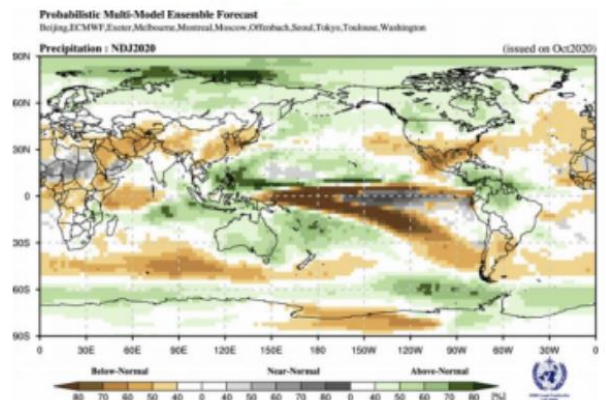 Probabilistic Multi-Model Ensemble Forecast
Beijing,ECMWF,Exeter,Melbourne,Montreal,Moscow,Offenbach,Seoul,Tokyo,Toulouse,Washington
Precipitation : NDJ2020 (issued on Oct2020)
90N
60N
30N
0
30S
60S
90S
0 30E 60E 90E 120E 150E 180 150W 120W 90W 60W 30W 0
Below-Normal Near-Normal Above-Normal
80 70 60 50 40 0 40 50 60 70 80 0 40 50 60 70 80 [%]